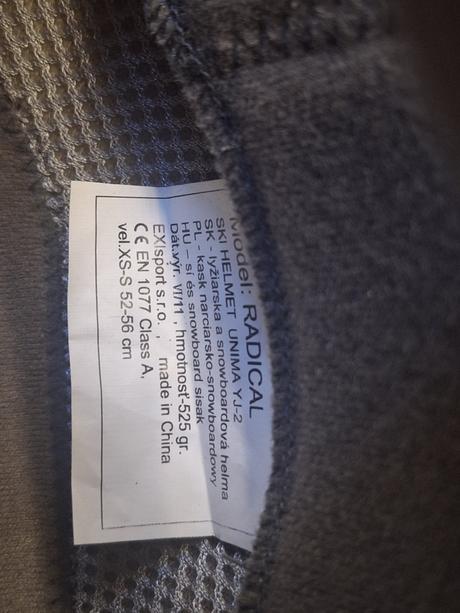 Model: RADICAL
SKI HELMET UNIMA YJ-2
SK - lyžiarska a snowboardová helma
PL - kask narciarsko-snowboardowy
HU – sí és snowboard sisak
Dát.výr. VI/11 , hmotnosť-525 gr.
EXIsport s.r.o. , made in China
CE EN 1077 Class A,
vel.XS-S 52-56 cm